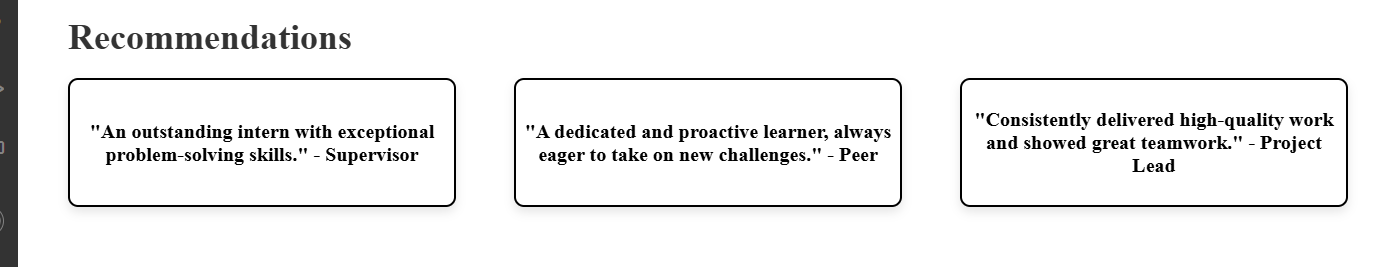 Recommendations
"An outstanding intern with exceptional
problem-solving skills." - Supervisor
"A dedicated and proactive learner, always
eager to take on new challenges." - Peer
"Consistently delivered high-quality work
and showed great teamwork." - Project
Lead